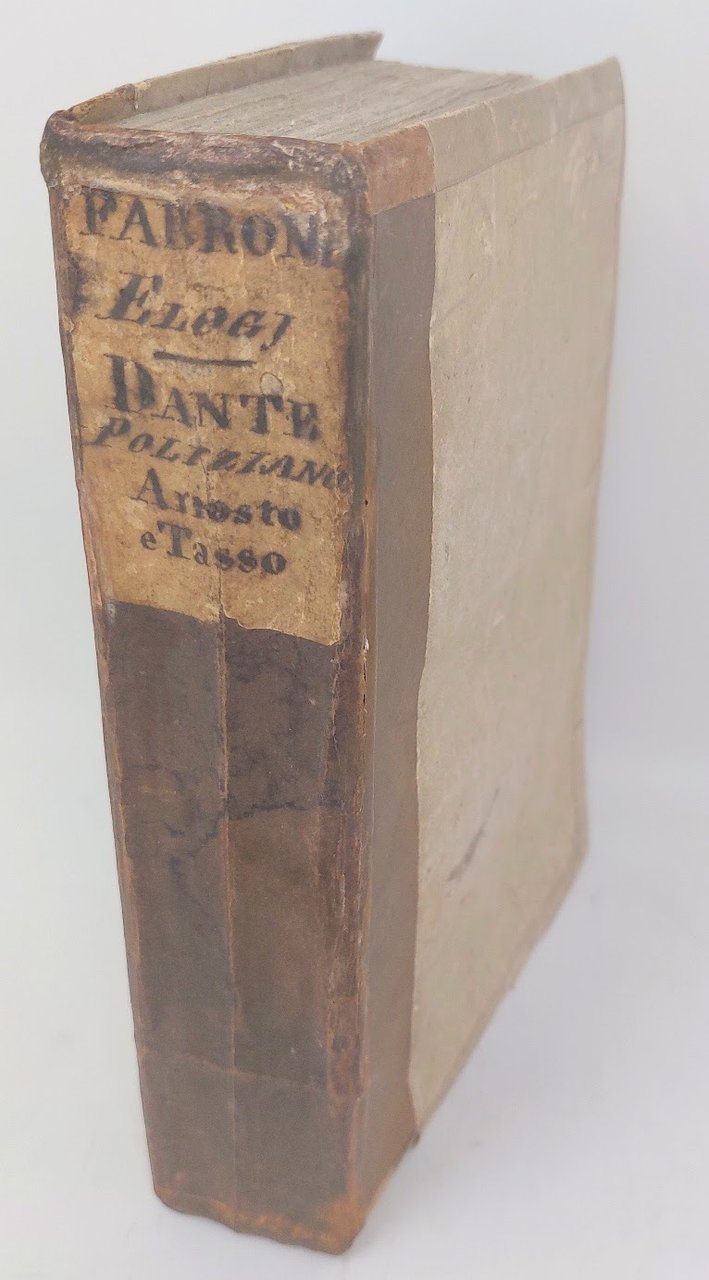 FABRONI
ELOGJ
DANTE
POLIZIANO
Ariosto
e Tasso